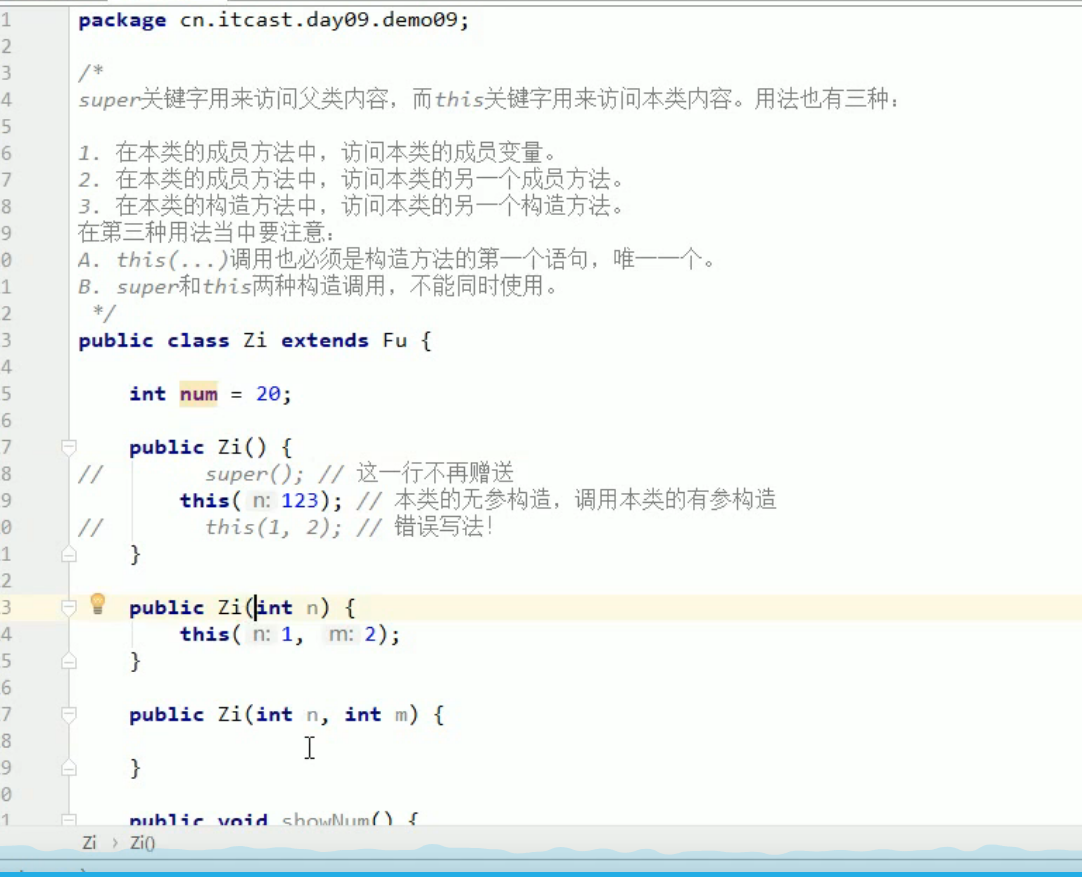 1 package cn.itcast.day09.demo09;
2
3 /*
4 super关键字用来访问父类内容，而this关键字用来访问本类内容。用法也有三种：
5
6 1. 在本类的成员方法中，访问本类的成员变量。
7 2. 在本类的成员方法中，访问本类的另一个成员方法。
8 3. 在本类的构造方法中，访问本类的另一个构造方法。
9 在第三种用法当中要注意：
0 A. this(...)调用也必须是构造方法的第一个语句，唯一一个。
1 B. super和this两种构造调用，不能同时使用。
2 */
3 public class Zi extends Fu {
4
5 int num = 20;
6
7 public Zi() {
8 // super(); // 这一行不再赠送
9 this( n: 123); // 本类的无参构造，调用本类的有参构造
0 // this(1, 2); // 错误写法！
1 }
2
3 public Zi(int n) {
4 this( n: 1, m: 2);
5 }
6
7 public Zi(int n, int m) {
8
9 }
0
1 public void showNum() {
Zi › Zi()